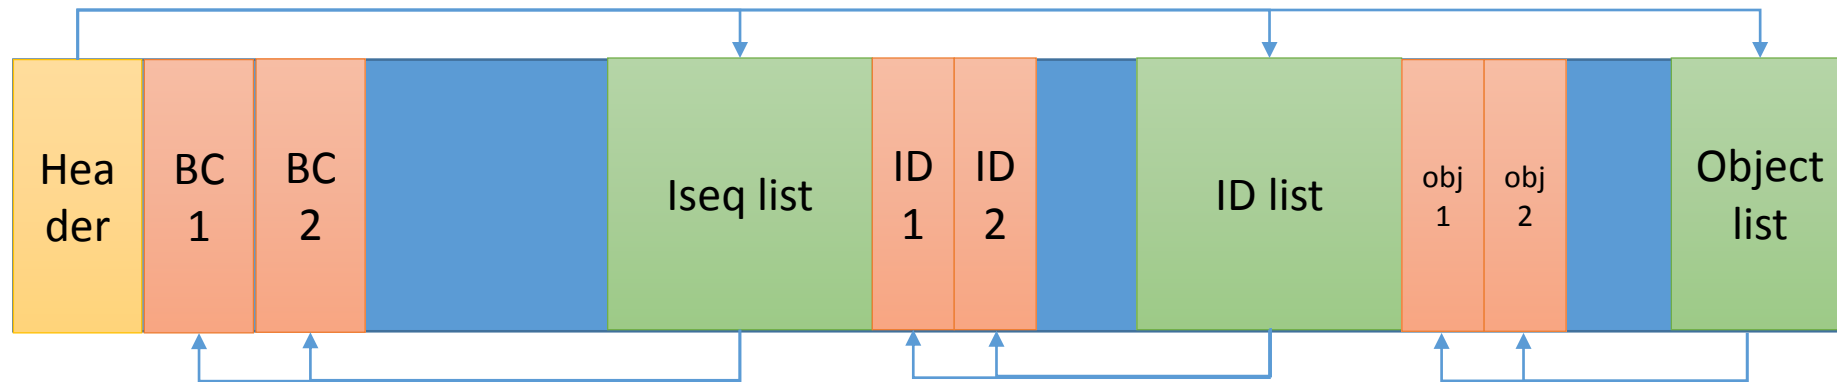 Hea
der
BC
1
BC
2
Iseq list
ID
1
ID
2
ID list
obj
1
obj
2
Object
list